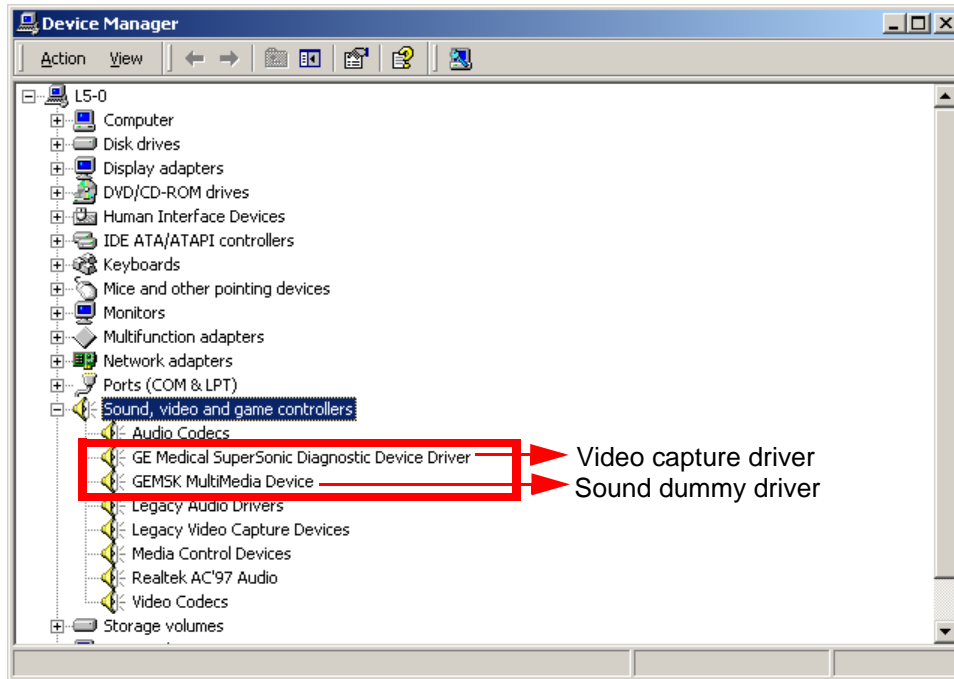 Device Manager
Action View
L5-0
Computer
Disk drives
Display adapters
DVD/CD-ROM drives
Human Interface Devices
IDE ATA/ATAPI controllers
Keyboards
Mice and other pointing devices
Monitors
Multifunction adapters
Network adapters
Ports (COM & LPT)
Sound, video and game controllers
Audio Codecs
GE Medical SuperSonic Diagnostic Device Driver Video capture driver
GEMSK MultiMedia Device Sound dummy driver
Legacy Audio Drivers
Legacy Video Capture Devices
Media Control Devices
Realtek AC'97 Audio
Video Codecs
Storage volumes